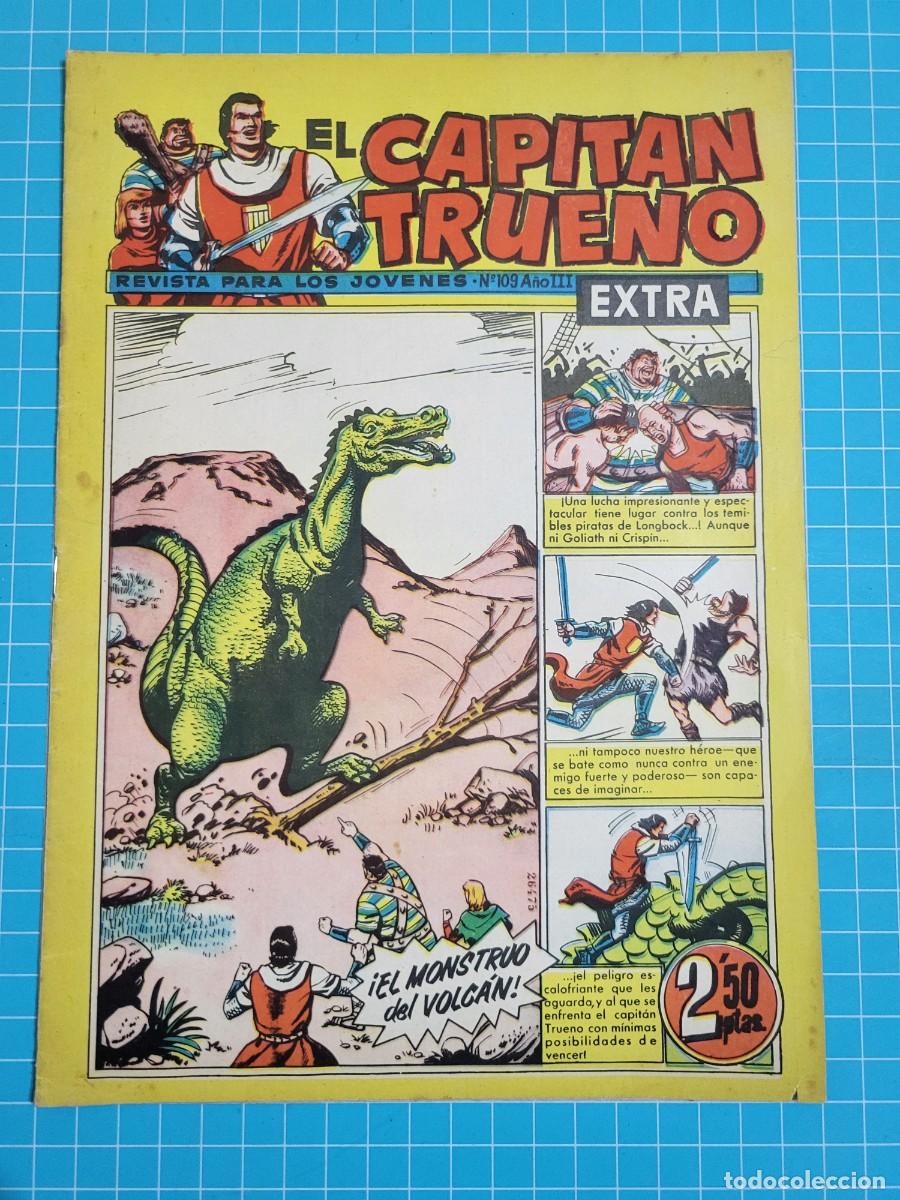 EL CAPITAN
TRUENO
REVISTA PARA LOS JOVENES · Nº 109 Año III
EXTRA
¡Una lucha impresionante y espec-
tacular tiene lugar contra los temi-
bles piratas de Longbock...! Aunque
ni Goliath ni Crispín...
...ni tampoco nuestro héroe—que
se bate como nunca contra un ene-
migo fuerte y poderoso— son capa-
ces de imaginar...
...¡el peligro es-
calofriante que les
aguarda, y al que se
enfrenta el capitán
Trueno con mínimas
posibilidades de
vencer!
2'50
ptas.
26475
¡EL MONSTRUO
del VOLCÁN!
todocoleccion